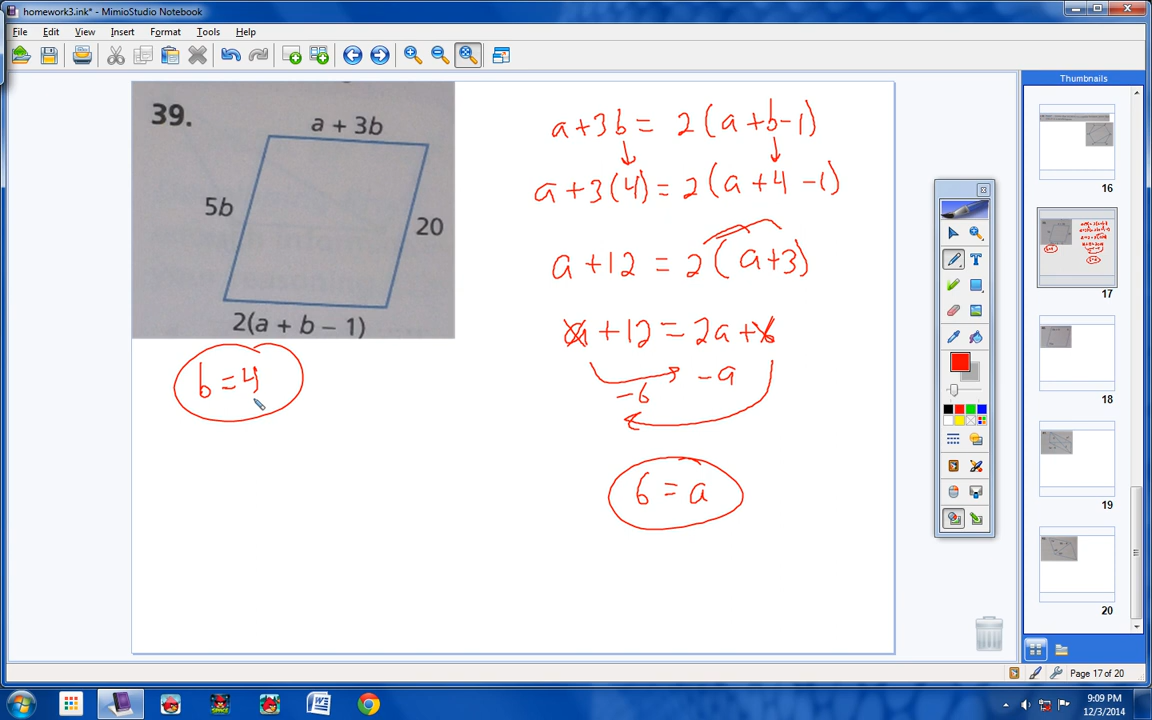 homework3.ink* - MimioStudio Notebook
File Edit View Insert Format Tools Help
Thumbnails
39.
a + 3b
5b
20
2(a + b − 1)
b = 4
a + 3b = 2(a + b − 1)
a + 3(4) = 2(a + 4 − 1)
a + 12 = 2(a + 3)
a + 12 = 2a + 6
− 6 − a
6 = a
16
17
18
19
20
T
Page 17 of 20
9:09 PM
12/3/2014